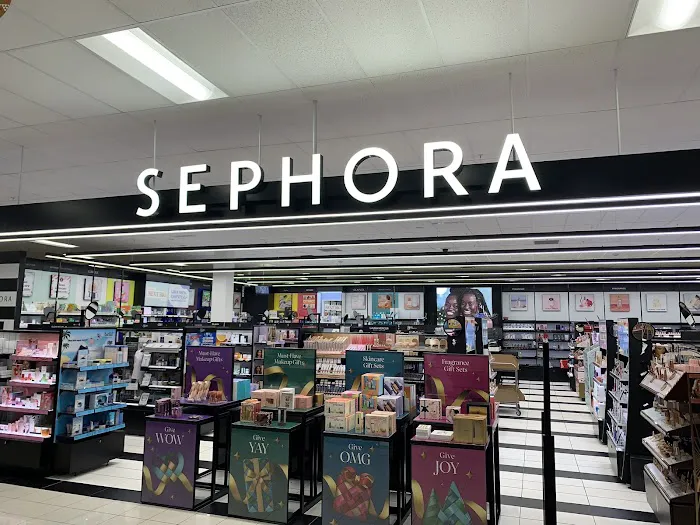 SEPHORA
ORA
Must-Have
Makeup Gifts
Must-Have
Makeup Gifts
Skincare
Gift Sets
Fragrance
Gift Sets
Give
WOW
Give
YAY
Give
OMG
Give
JOY